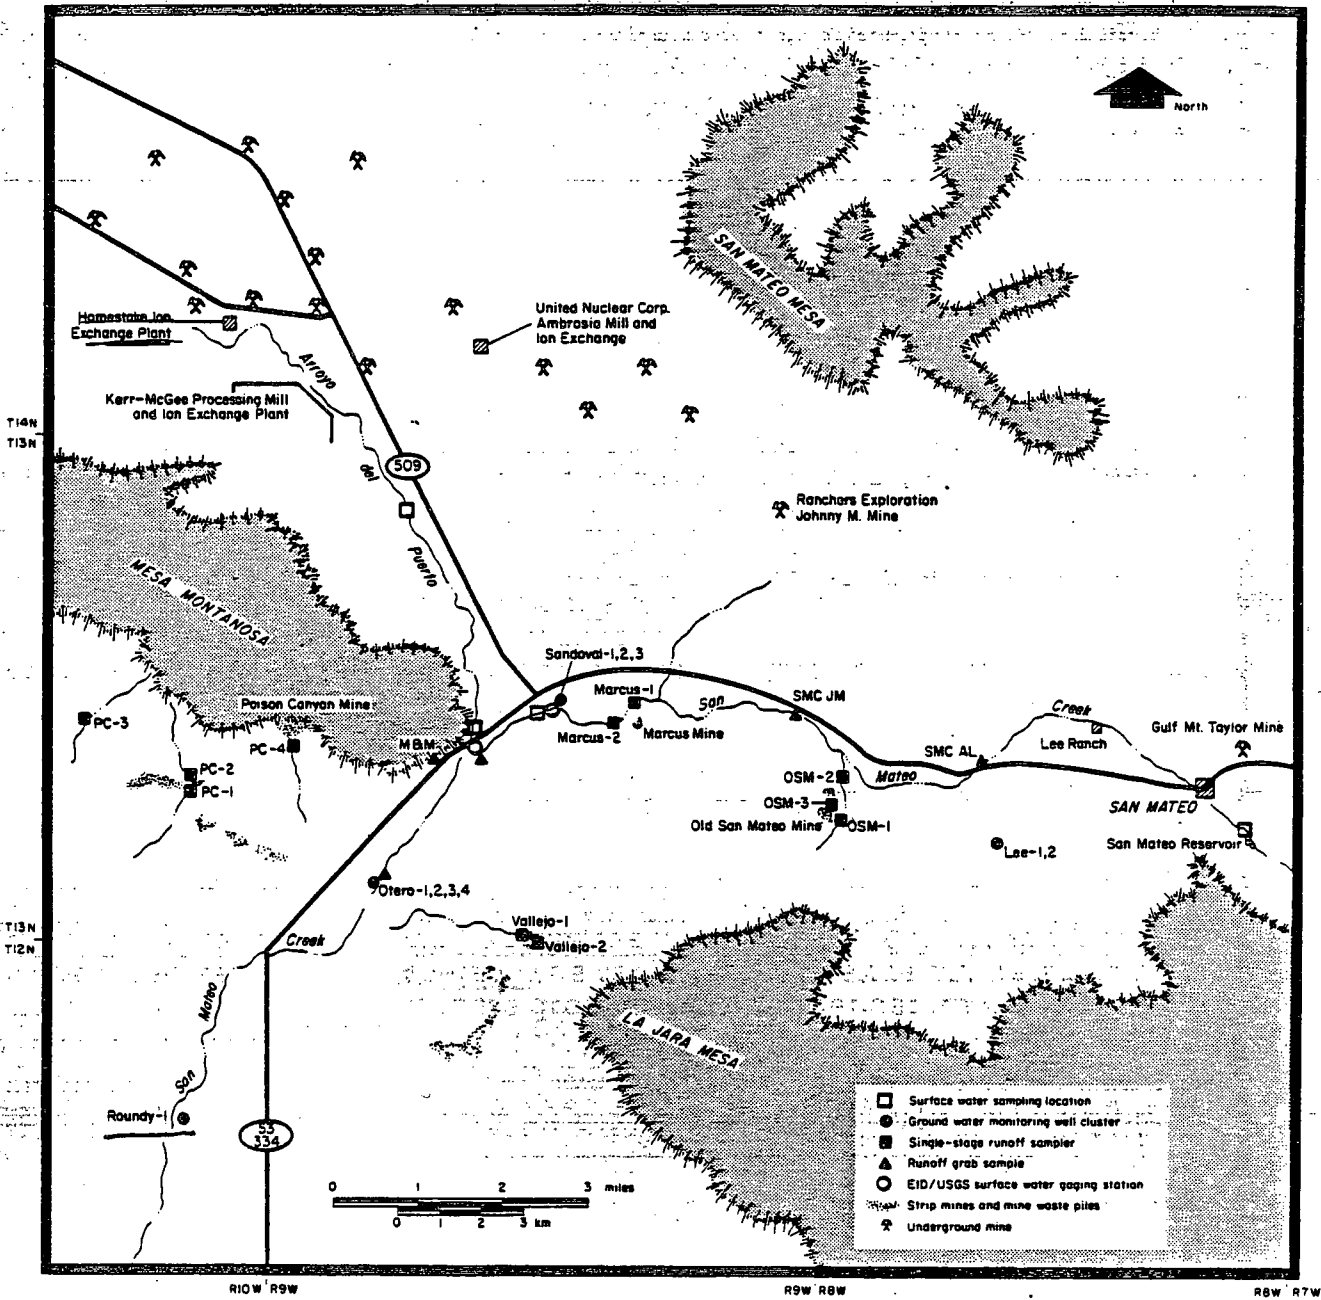 North
SAN MATEO MESA
United Nuclear Corp.
Ambrosia Mill and
Ion Exchange
Homestake Ion
Exchange Plant
Arroyo
Kerr-McGee Processing Mill
and Ion Exchange Plant
T14N
T13N
509
del
Ranchers Exploration
Johnny M. Mine
Puerto
MESA MONTANOSA
Sandoval-1,2,3
Marcus-1
San
SMC JM
Creek
Poison Canyon Mine
PC-3
PC-4
M.B.M.
Marcus-2
Marcus Mine
Lee Ranch
Gulf Mt. Taylor Mine
SMC AL
PC-2
PC-1
OSM-2
Mateo
OSM-3
SAN MATEO
Old San Mateo Mine
OSM-1
Lee-1,2
San Mateo Reservoir
Otero-1,2,3,4
Vallejo-1
Vallejo-2
T13N
T12N
Creek
Mateo
San
LA JARA MESA
Roundy-1
53
334
Surface water sampling location
Ground water monitoring well cluster
Single-stage runoff sampler
Runoff grab sample
EID/USGS surface water gaging station
Strip mines and mine waste piles
Underground mine
0 1 2 3 miles
0 1 2 3 km
R10W R9W
R9W R8W
R8W R7W